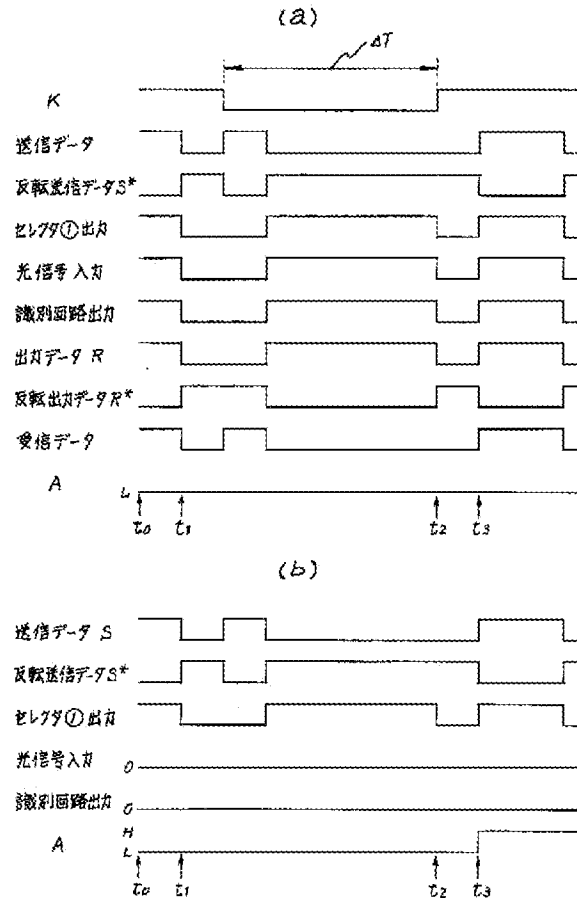 (a)
ΔT
K
送信データ
反転送信データS*
セレクタ①出力
光信号入力
識別回路出力
出力データ R
反転出力データR*
受信データ
A L
t0 t1 t2 t3
(b)
送信データ S
反転送信データS*
セレクタ①出力
光信号入力 0
識別回路出力 0
H
A L
t0 t1 t2 t3